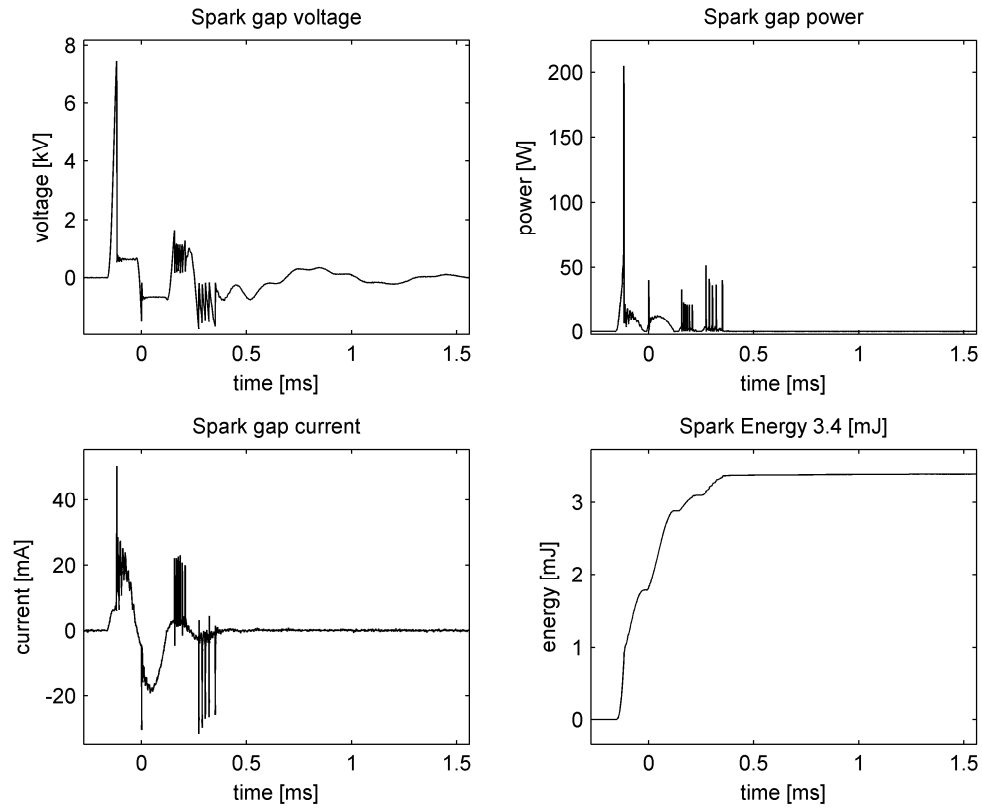 Spark gap voltage
voltage [kV]
8
6
4
2
0
0 0.5 1 1.5
time [ms]
Spark gap power
power [W]
200
150
100
50
0
0 0.5 1 1.5
time [ms]
Spark gap current
current [mA]
40
20
0
-20
0 0.5 1 1.5
time [ms]
Spark Energy 3.4 [mJ]
energy [mJ]
3
2
1
0
0 0.5 1 1.5
time [ms]